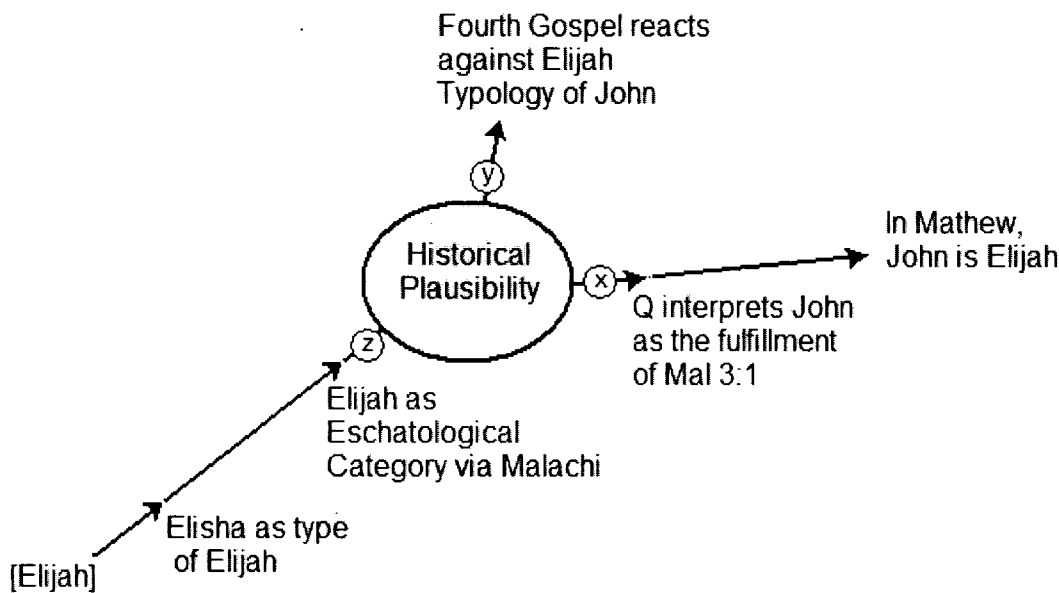 Fourth Gospel reacts
against Elijah
Typology of John
y
Historical
Plausibility
x
In Mathew,
John is Elijah
Q interprets John
as the fulfillment
of Mal 3:1
z
Elijah as
Eschatological
Category via Malachi
Elisha as type
of Elijah
[Elijah]